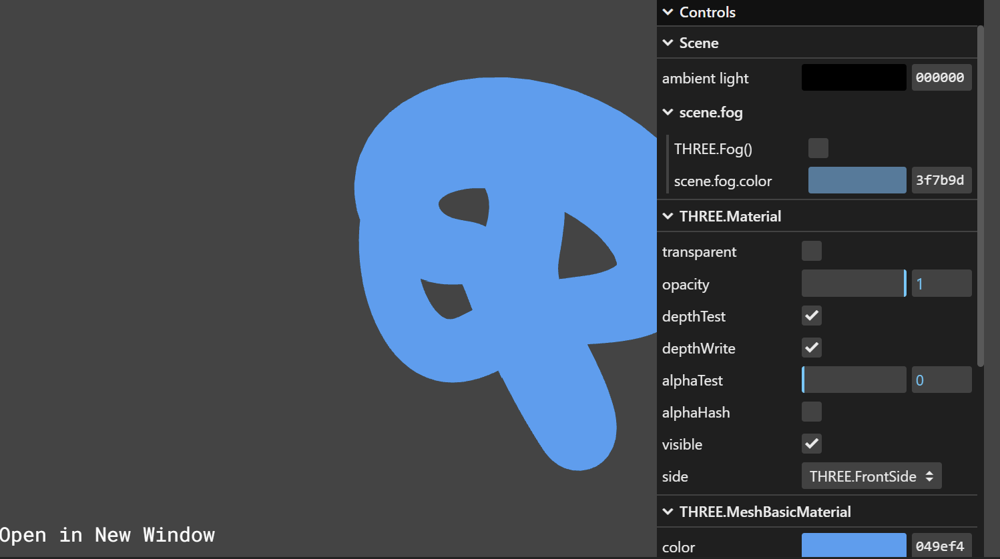 Controls
Scene
ambient light 000000
scene.fog
THREE.Fog()
scene.fog.color 3f7b9d
THREE.Material
transparent
opacity 1
depthTest
depthWrite
alphaTest 0
alphaHash
visible
side THREE.FrontSide
THREE.MeshBasicMaterial
color 049ef4
Open in New Window